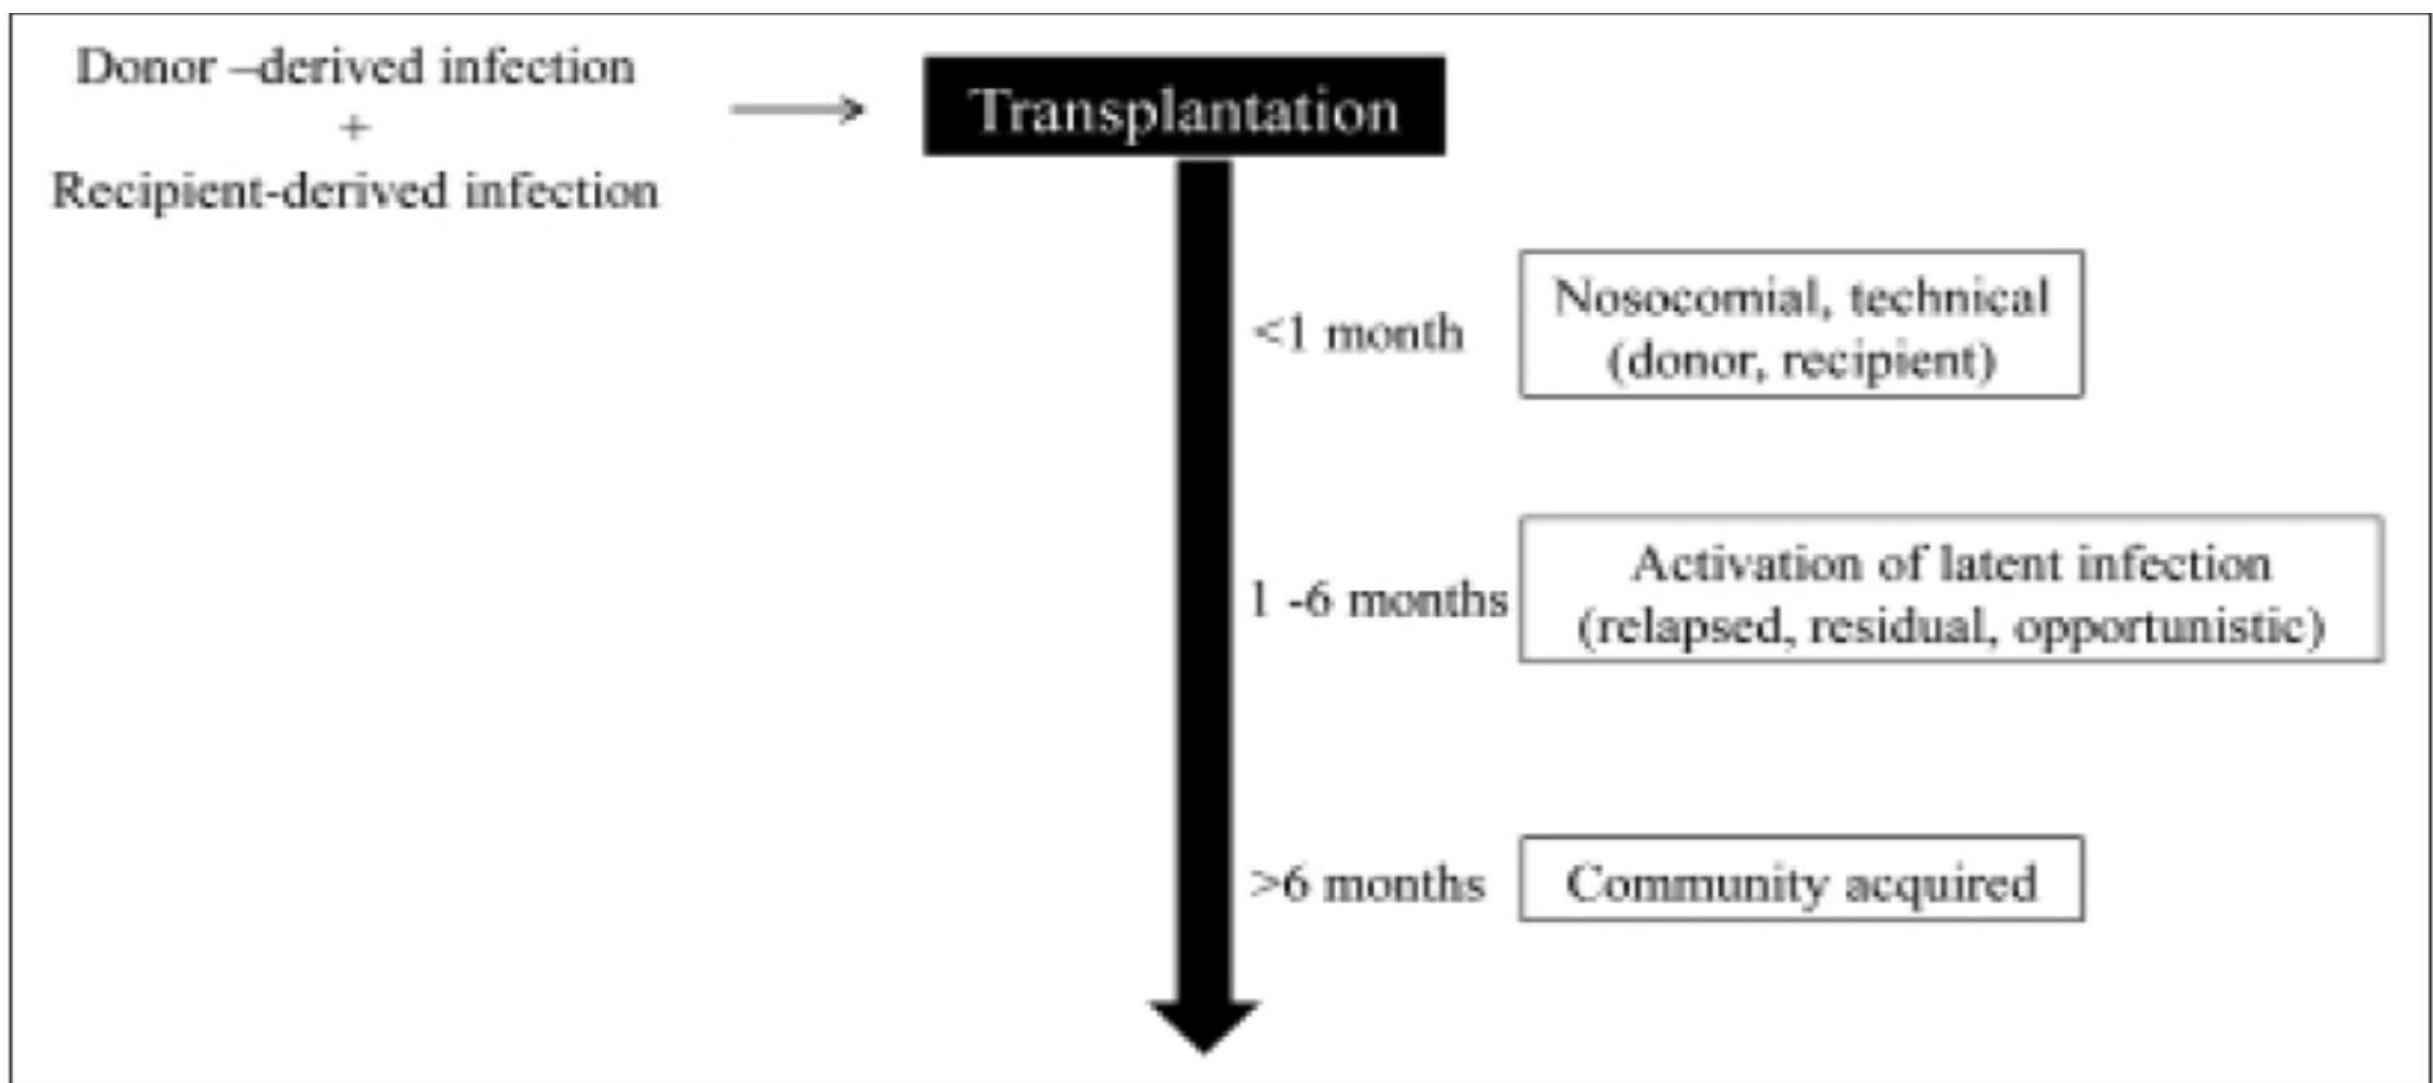 Donor –derived infection
+
Recipient-derived infection
Transplantation
<1 month
Nosocomial, technical
(donor, recipient)
1 -6 months
Activation of latent infection
(relapsed, residual, opportunistic)
>6 months
Community acquired